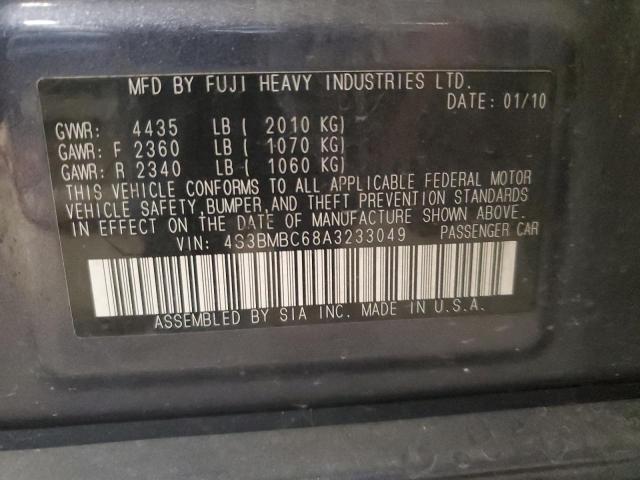 MFD BY FUJI HEAVY INDUSTRIES LTD.
DATE: 01/10
GVWR: 4435 LB ( 2010 KG)
GAWR: F 2360 LB ( 1070 KG)
GAWR: R 2340 LB ( 1060 KG)
THIS VEHICLE CONFORMS TO ALL APPLICABLE FEDERAL MOTOR
VEHICLE SAFETY, BUMPER, AND THEFT PREVENTION STANDARDS
IN EFFECT ON THE DATE OF MANUFACTURE SHOWN ABOVE.
VIN: 4S3BMBC68A3233049 PASSENGER CAR
ASSEMBLED BY SIA INC. MADE IN U.S.A.